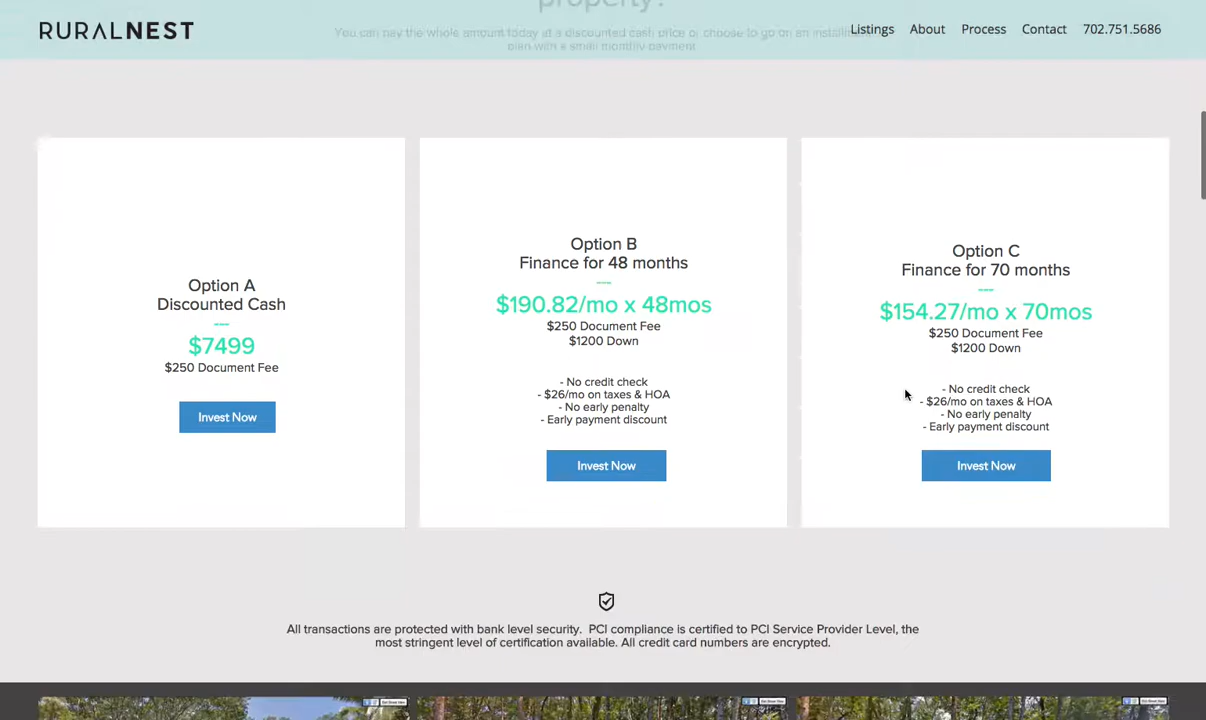 property?
RURALNEST
Listings
About
Process
Contact
702.751.5686
You can pay the whole amount today at a discounted cash price or choose to go on an installment
plan with a small monthly payment
Option A
Discounted Cash
---
$7499
$250 Document Fee
Invest Now
Option B
Finance for 48 months
---
$190.82/mo x 48mos
$250 Document Fee
$1200 Down
- No credit check
- $26/mo on taxes & HOA
- No early penalty
- Early payment discount
Invest Now
Option C
Finance for 70 months
---
$154.27/mo x 70mos
$250 Document Fee
$1200 Down
- No credit check
- $26/mo on taxes & HOA
- No early penalty
- Early payment discount
Invest Now
All transactions are protected with bank level security. PCI compliance is certified to PCI Service Provider Level, the
most stringent level of certification available. All credit card numbers are encrypted.